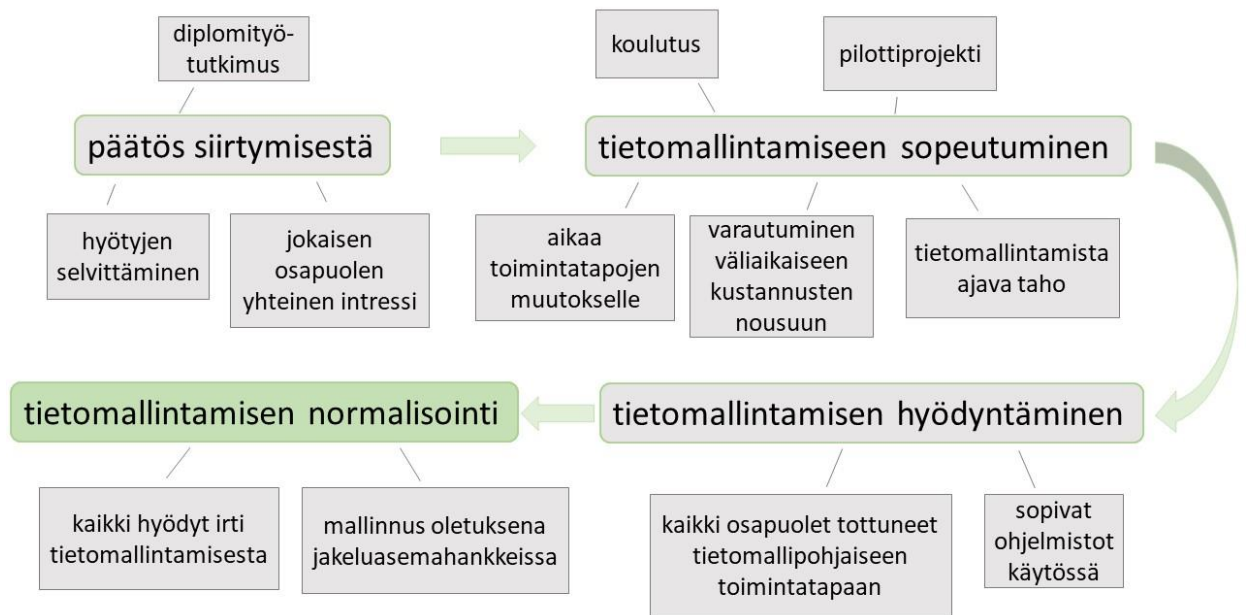 diplomityö-
tutkimus
päätös siirtymisestä
hyötyjen
selvittäminen
jokaisen
osapuolen
yhteinen intressi
koulutus
pilottiprojekti
tietomallintamiseen sopeutuminen
aikaa
toimintatapojen
muutokselle
varautuminen
väliaikaiseen
kustannusten
nousuun
tietomallintamista
ajava taho
tietomallintamisen hyödyntäminen
kaikki osapuolet tottuneet
tietomallipohjaiseen
toimintatapaan
sopivat
ohjelmistot
käytössä
tietomallintamisen normalisointi
kaikki hyödyt irti
tietomallintamisesta
mallinnus oletuksena
jakeluasemahankkeissa